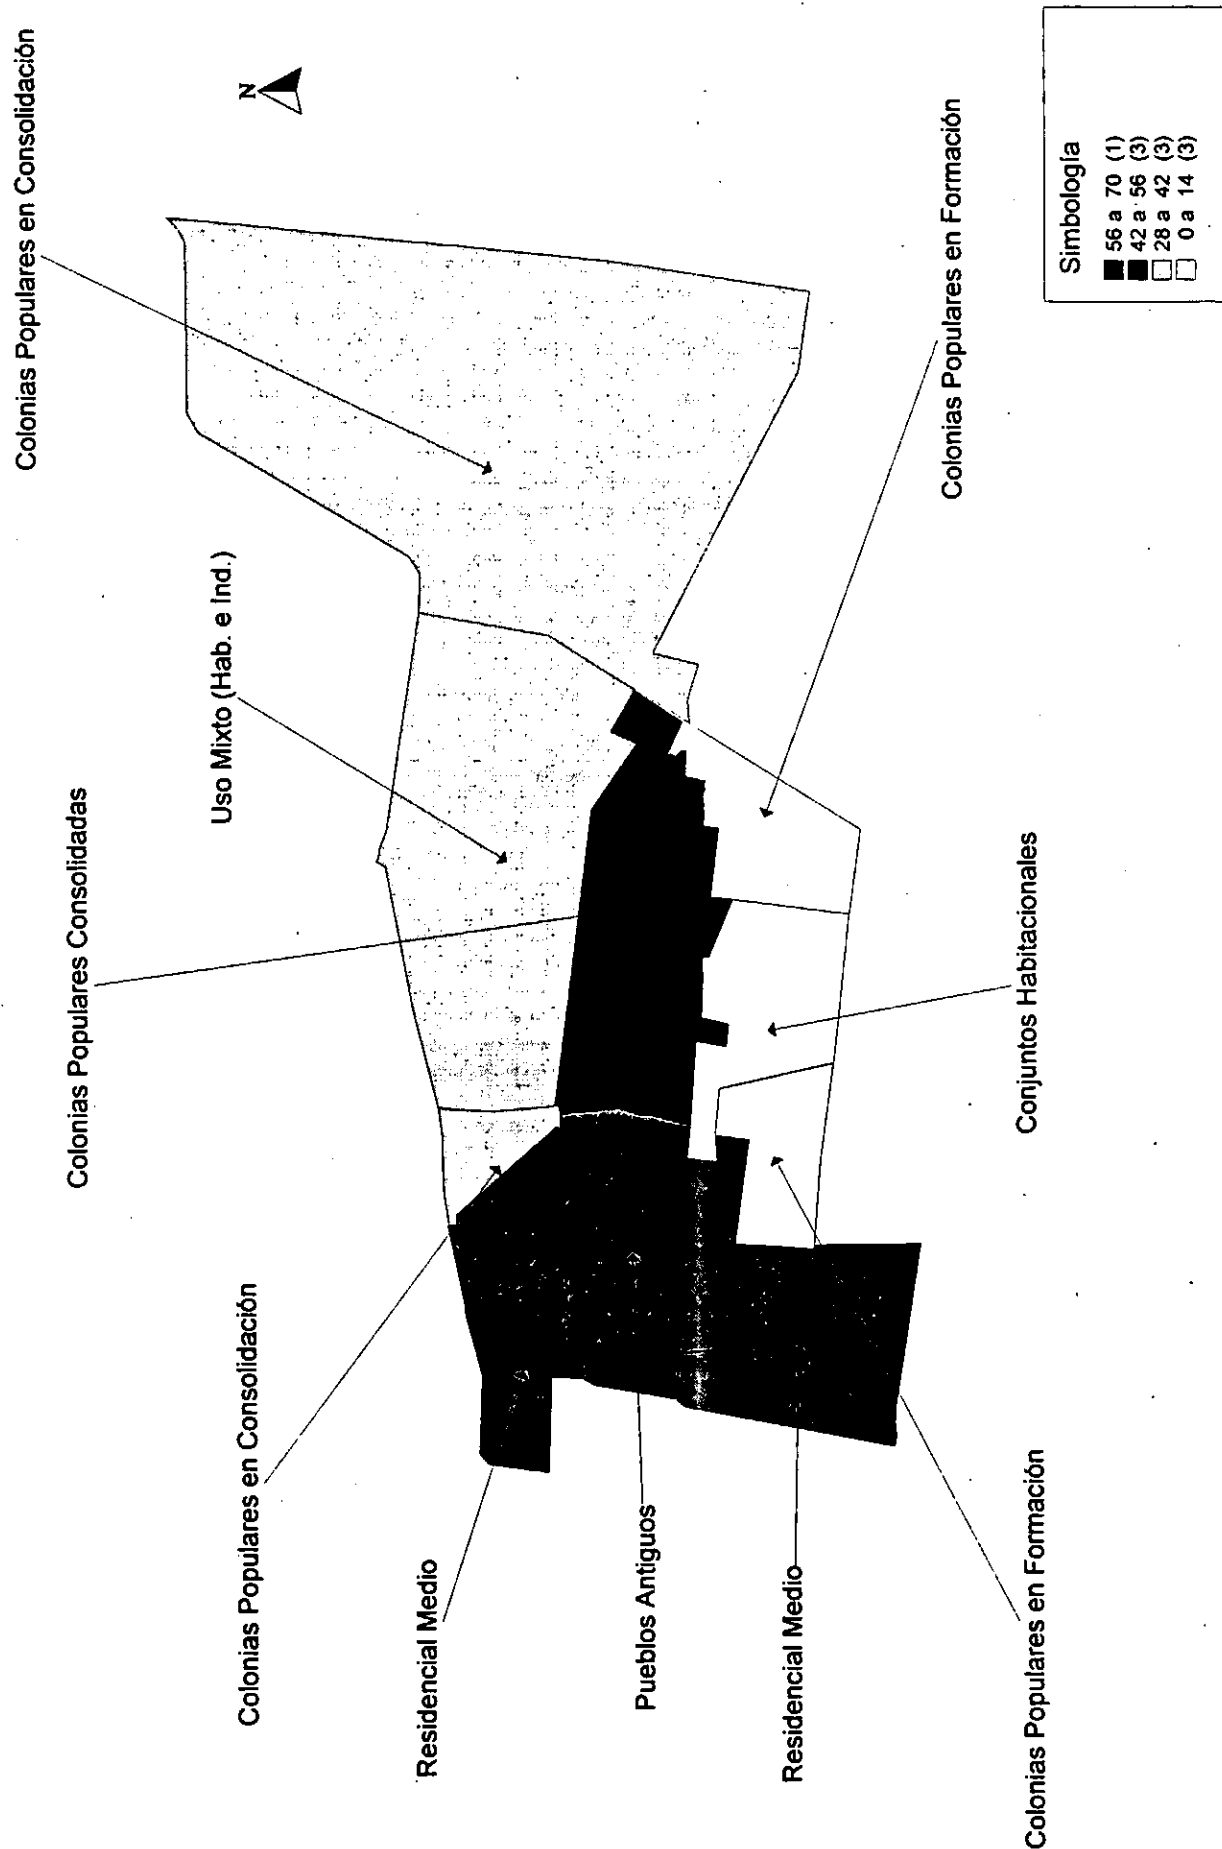 Colonias Populares en Consolidación
N
Uso Mixto (Hab. e Ind.)
Colonias Populares Consolidadas
Colonias Populares en Consolidación
Residencial Medio
Pueblos Antiguos
Residencial Medio
Colonias Populares en Formación
Conjuntos Habitacionales
Colonias Populares en Formación
Simbología
56 a 70 (1)
42 a 56 (3)
28 a 42 (3)
0 a 14 (3)